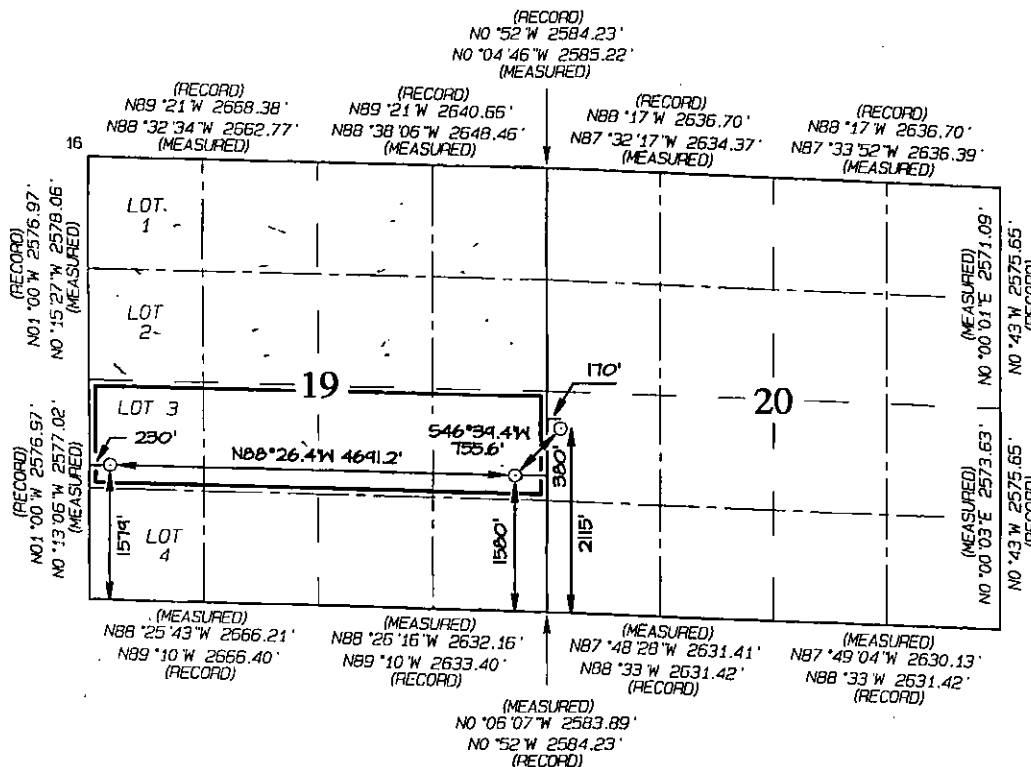 (RECORD)
N0 °52'W 2584.23'
N0 °04'46"W 2585.22'
(MEASURED)
(RECORD)
N89 °21'W 2668.38'
N88 °32'34"W 2662.77'
(MEASURED)
(RECORD)
N89 °21'W 2640.66'
N88 °38'06"W 2648.46'
(MEASURED)
(RECORD)
N88 °17'W 2636.70'
N87 °32'17"W 2634.37'
(MEASURED)
(RECORD)
N88 °17'W 2636.70'
N87 °33'52"W 2636.39'
(MEASURED)
16
(RECORD)
N01 °00'W 2576.97'
N0 °15'27"W 2578.06'
(MEASURED)
LOT
1
LOT
2
(MEASURED)
N0 °00'01"E 2571.09'
N0 °43'W 2575.65'
(RECORD)
19
20
170'
LOT 3
230'
S46°39.4'W
755.6'
N88°26.4'W 4691.2'
380'
2115'
1579'
1580'
LOT
4
(RECORD)
N01 °00'W 2576.97'
N0 °13'06"W 2577.02'
(MEASURED)
(MEASURED)
N0 °00'03"E 2573.63'
N0 °43'W 2575.65'
(RECORD)
(MEASURED)
N88 °25'43"W 2666.21'
N89 °10'W 2666.40'
(RECORD)
(MEASURED)
N88 °26'16"W 2632.16'
N89 °10'W 2633.40'
(RECORD)
(MEASURED)
N87 °48'28"W 2631.41'
N88 °33'W 2631.42'
(RECORD)
(MEASURED)
N87 °49'04"W 2630.13'
N88 °33'W 2631.42'
(RECORD)
(MEASURED)
N0 °06'07"W 2583.89'
N0 °52'W 2584.23'
(RECORD)